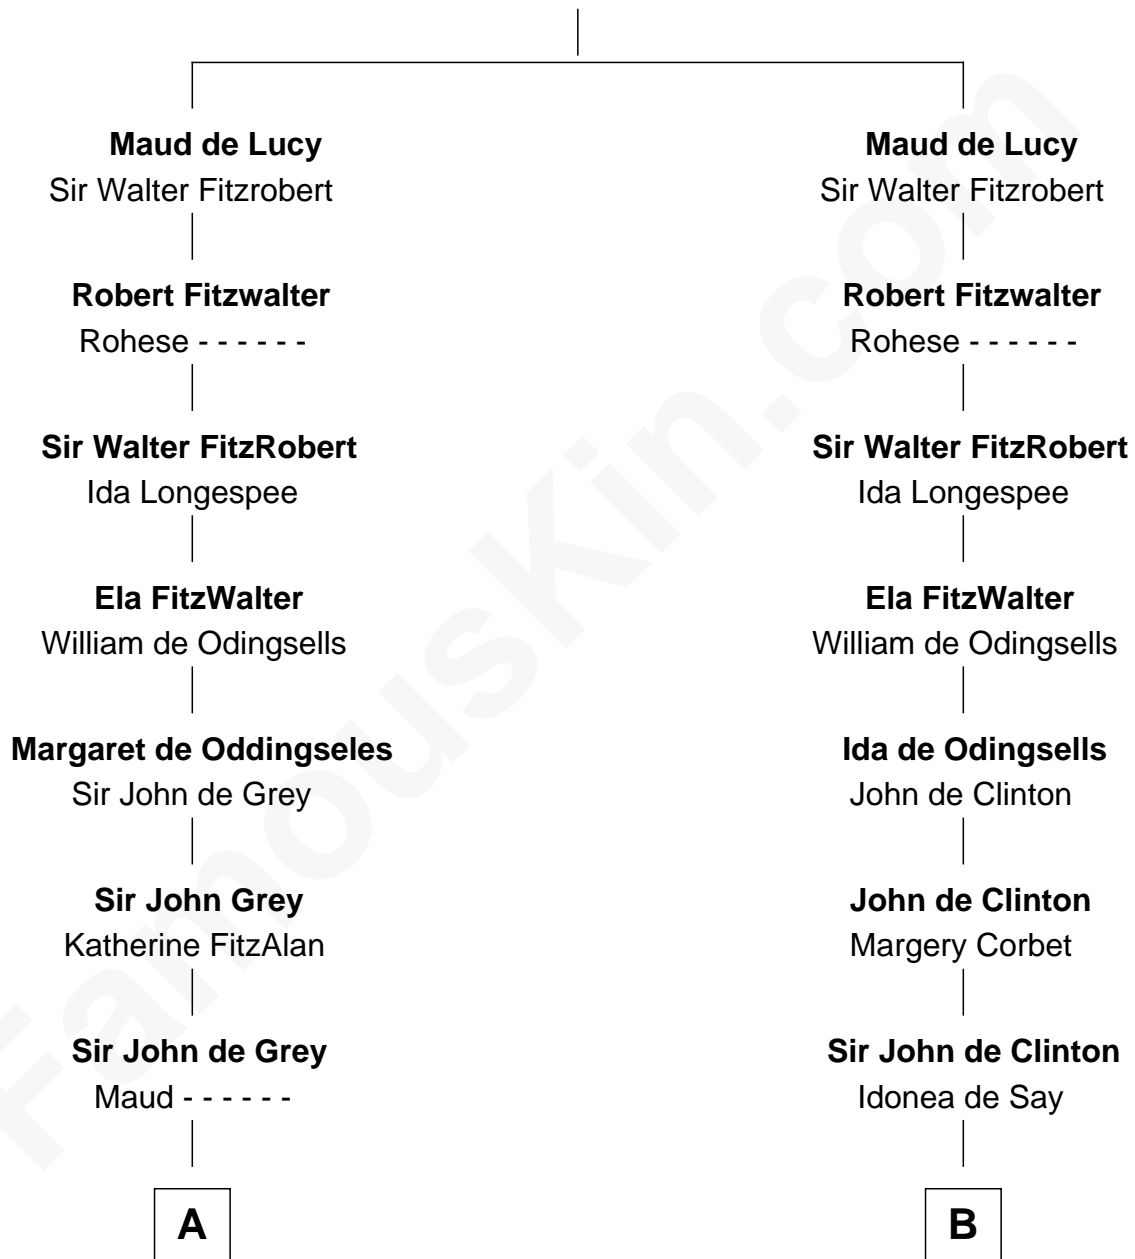 Maud de Lucy
Sir Walter Fitzrobert
Robert Fitzwalter
Rohese - - - - - -
Sir Walter FitzRobert
Ida Longespee
Ela FitzWalter
William de Odingsells
Margaret de Oddingseles
Sir John de Grey
Sir John Grey
Katherine FitzAlan
Sir John de Grey
Maud - - - - - -
A
Maud de Lucy
Sir Walter Fitzrobert
Robert Fitzwalter
Rohese - - - - - -
Sir Walter FitzRobert
Ida Longespee
Ela FitzWalter
William de Odingsells
Ida de Odingsells
John de Clinton
John de Clinton
Margery Corbet
Sir John de Clinton
Idonea de Say
B
FamousKin.com